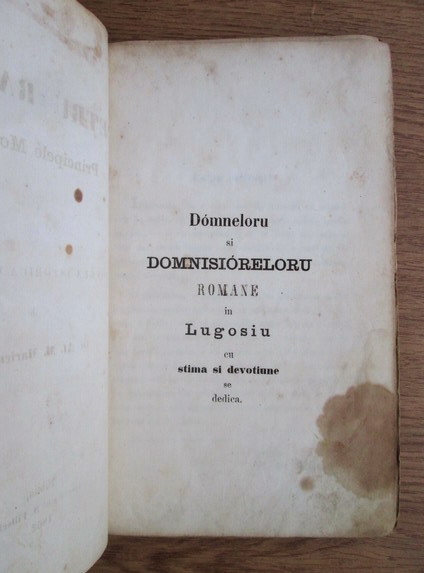 Dómneloru
si
DOMNISIÓRELORU
ROMANE
in
Lugosiu
cu
stima si devotiune
se
dedica.